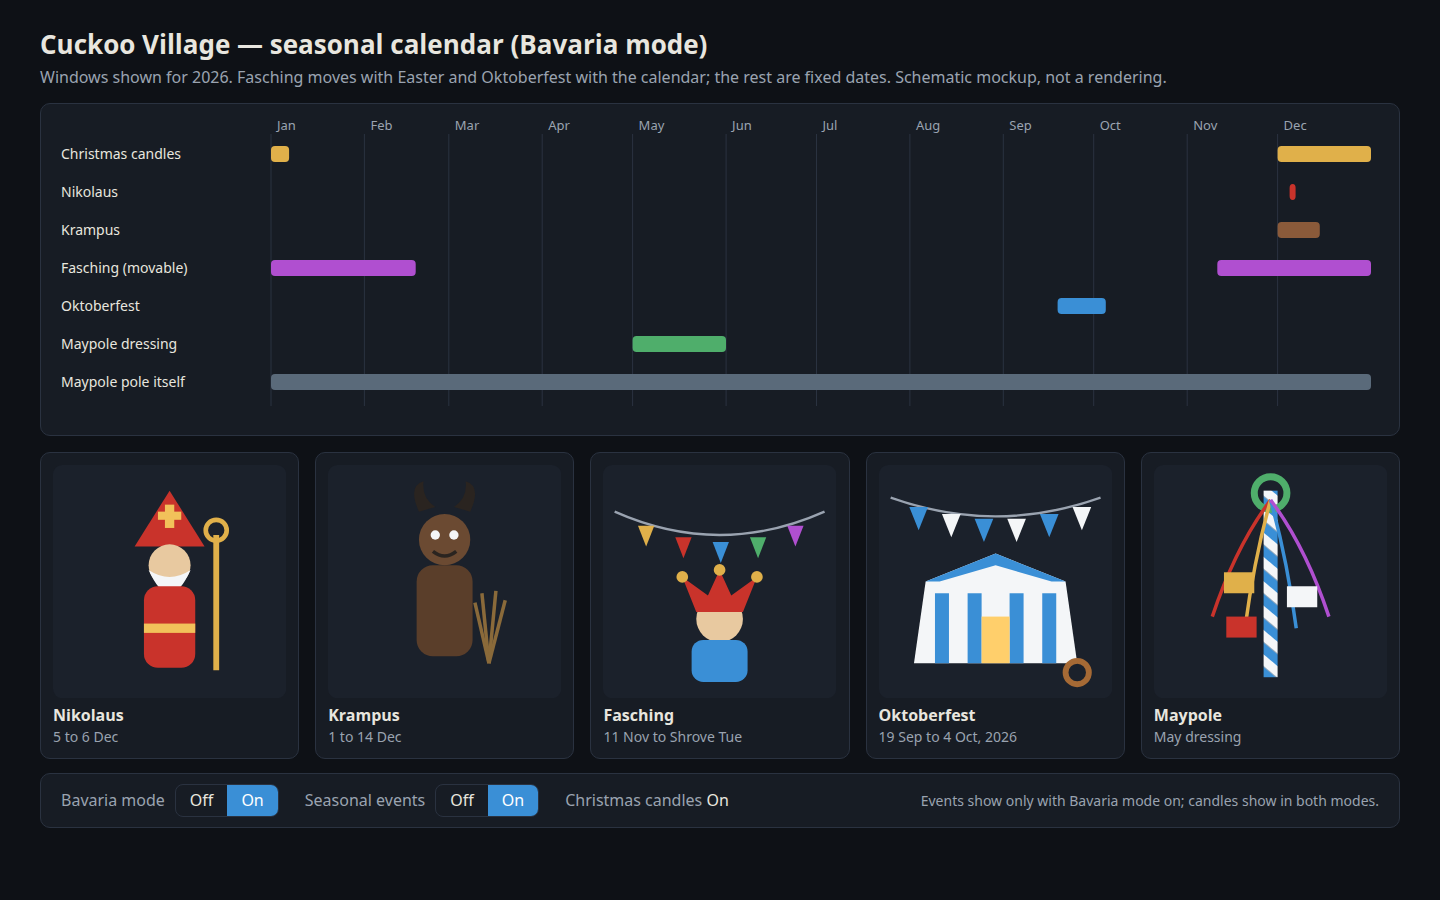 Cuckoo Village — seasonal calendar (Bavaria mode)
Windows shown for 2026. Fasching moves with Easter and Oktoberfest with the calendar; the rest are fixed dates. Schematic mockup, not a rendering.
Jan Feb Mar Apr May Jun Jul Aug Sep Oct Nov Dec
Christmas candles
Nikolaus
Krampus
Fasching (movable)
Oktoberfest
Maypole dressing
Maypole pole itself
Nikolaus
5 to 6 Dec
Krampus
1 to 14 Dec
Fasching
11 Nov to Shrove Tue
Oktoberfest
19 Sep to 4 Oct, 2026
Maypole
May dressing
Bavaria mode Off On Seasonal events Off On Christmas candles On Events show only with Bavaria mode on; candles show in both modes.